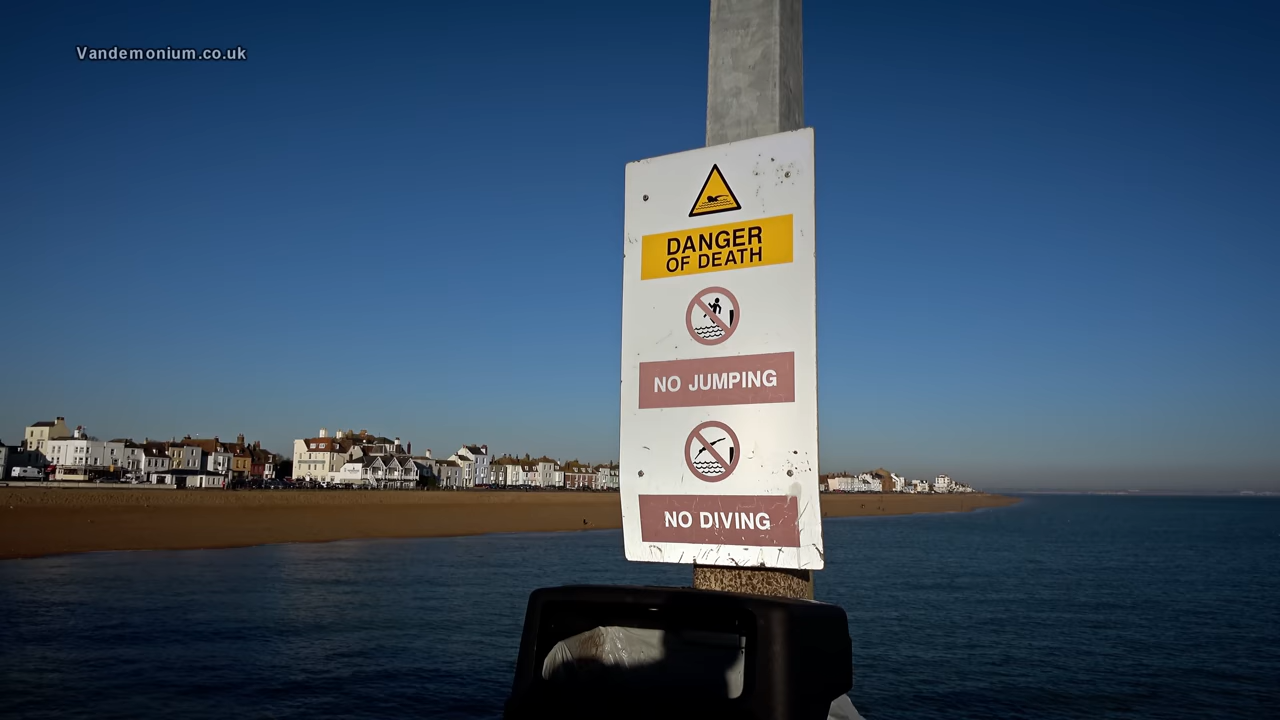 Vandemonium.co.uk
DANGER
OF DEATH
NO JUMPING
NO DIVING